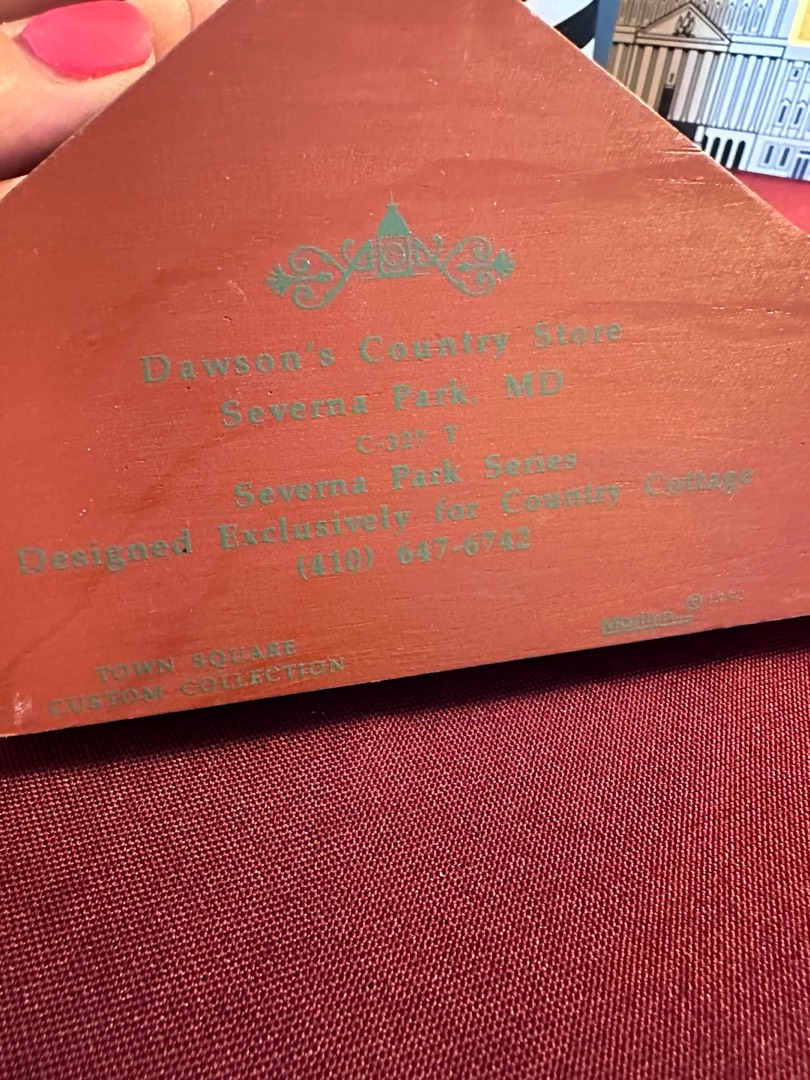 Dawson's Country Store
Severna Park, MD
C-327 T
Severna Park Series
Designed Exclusively for Country Cottage
(410) 647-6742
TOWN SQUARE
CUSTOM COLLECTION
Marilyn ©